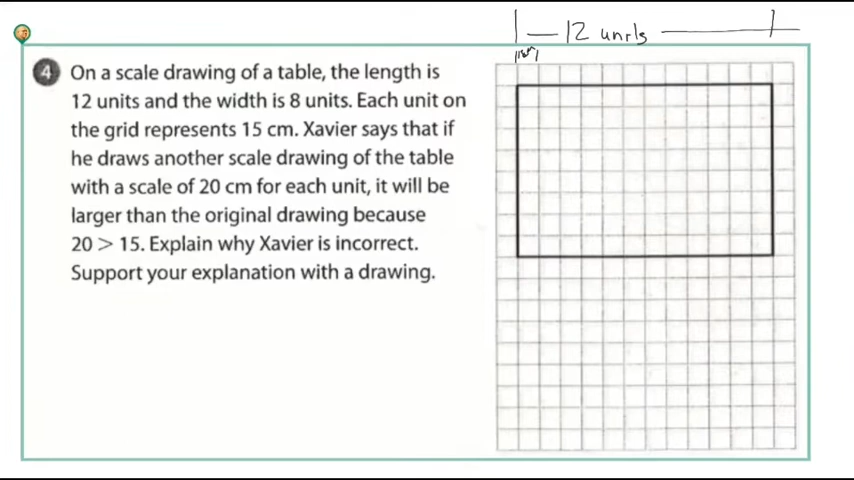 12 units
4 On a scale drawing of a table, the length is
12 units and the width is 8 units. Each unit on
the grid represents 15 cm. Xavier says that if
he draws another scale drawing of the table
with a scale of 20 cm for each unit, it will be
larger than the original drawing because
20 > 15. Explain why Xavier is incorrect.
Support your explanation with a drawing.